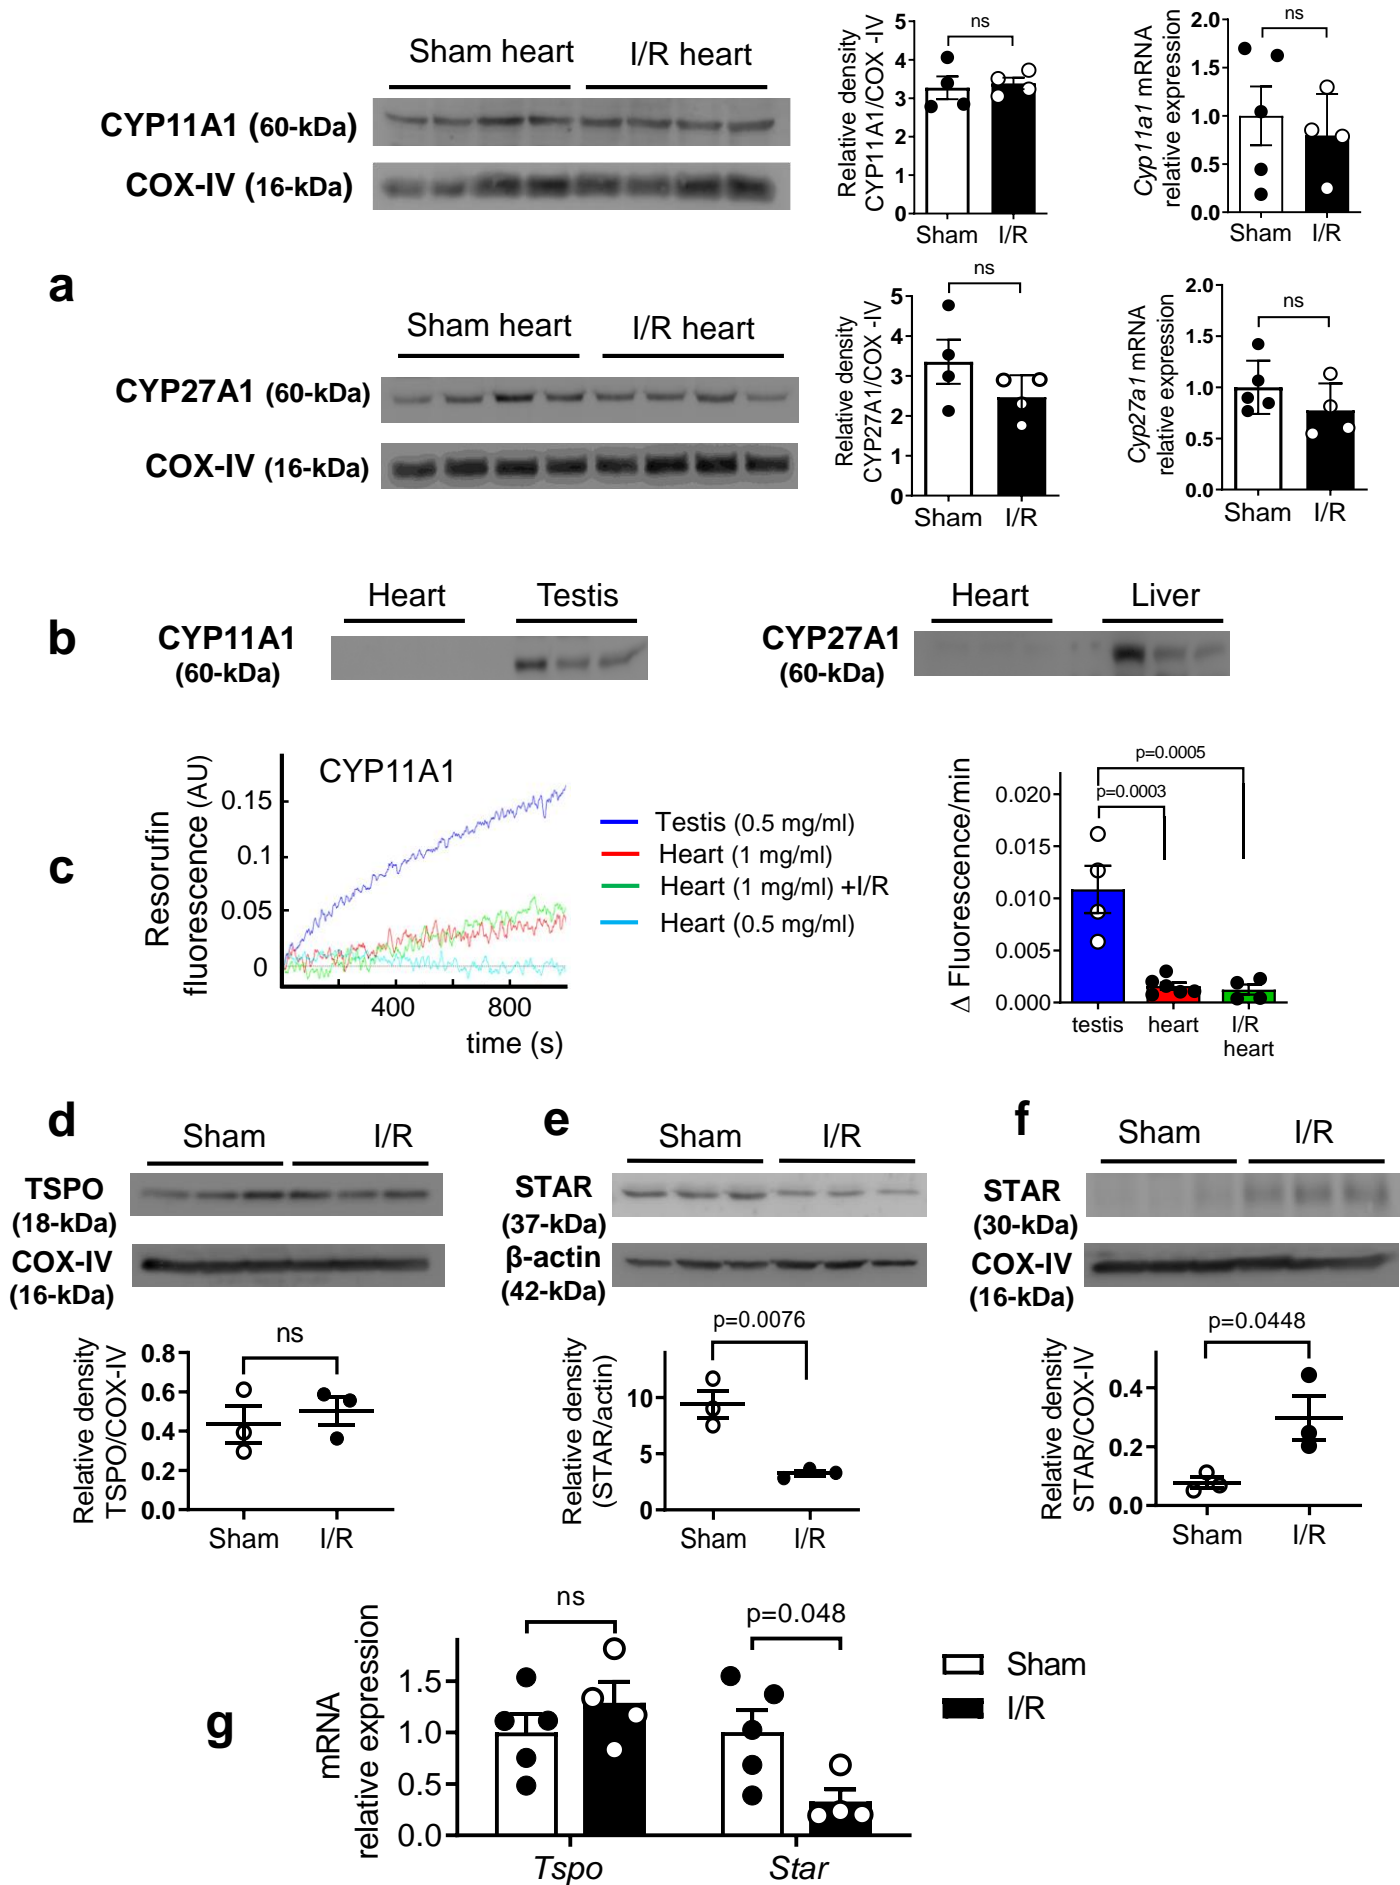 Sham heart
I/R heart
CYP11A1 (60-kDa)
COX-IV (16-kDa)
Relative density
CYP11A1/COX -IV
5
4
3
2
1
0
ns
Sham
I/R
Cyp11a1 mRNA
relative expression
2.0
1.5
1.0
0.5
0.0
ns
Sham
I/R
a
Sham heart
I/R heart
CYP27A1 (60-kDa)
COX-IV (16-kDa)
Relative density
CYP27A1/COX -IV
5
4
3
2
1
0
ns
Sham
I/R
Cyp27a1 mRNA
relative expression
2.0
1.5
1.0
0.5
0.0
ns
Sham
I/R
b
Heart
Testis
CYP11A1
(60-kDa)
Heart
Liver
CYP27A1
(60-kDa)
c
Resorufin
fluorescence (AU)
0.15
0.1
0.05
0
CYP11A1
400
800
time (s)
Testis (0.5 mg/ml)
Heart (1 mg/ml)
Heart (1 mg/ml) +I/R
Heart (0.5 mg/ml)
Δ Fluorescence/min
0.020
0.015
0.010
0.005
0.000
p=0.0005
p=0.0003
testis
heart
I/R
heart
d
Sham
I/R
TSPO
(18-kDa)
COX-IV
(16-kDa)
Relative density
TSPO/COX-IV
0.8
0.6
0.4
0.2
0.0
ns
Sham
I/R
e
Sham
I/R
STAR
(37-kDa)
β-actin
(42-kDa)
Relative density
(STAR/actin)
10
5
0
p=0.0076
Sham
I/R
f
Sham
I/R
STAR
(30-kDa)
COX-IV
(16-kDa)
Relative density
STAR/COX-IV
0.4
0.2
0.0
p=0.0448
Sham
I/R
g
mRNA
relative expression
1.5
1.0
0.5
0.0
ns
p=0.048
Tspo
Star
Sham
I/R